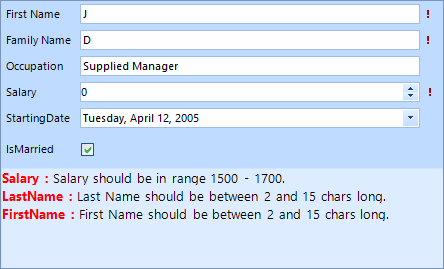 First Name J !
Family Name D !
Occupation Supplied Manager
Salary 0 !
StartingDate Tuesday, April 12, 2005
IsMarried
Salary : Salary should be in range 1500 - 1700.
LastName : Last Name should be between 2 and 15 chars long.
FirstName : First Name should be between 2 and 15 chars long.